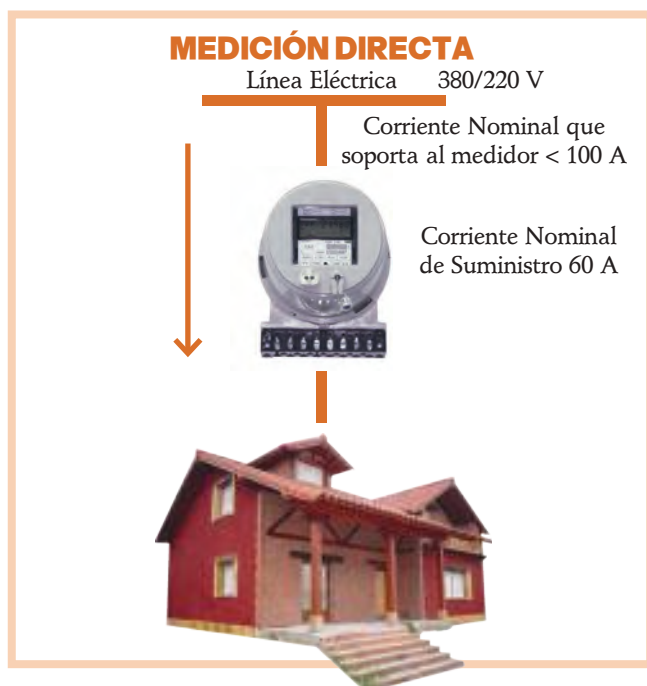 MEDICIÓN DIRECTA
Línea Eléctrica 380/220 V
Corriente Nominal que
soporta al medidor < 100 A
Corriente Nominal
de Suministro 60 A